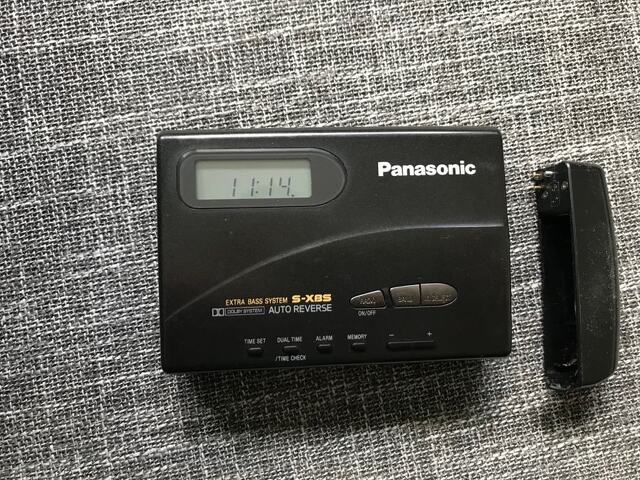 11:14
Panasonic
EXTRA BASS SYSTEM S-XBS
DOLBY SYSTEM AUTO REVERSE
ON/OFF
TIME SET DUAL TIME ALARM MEMORY − +
/TIME CHECK